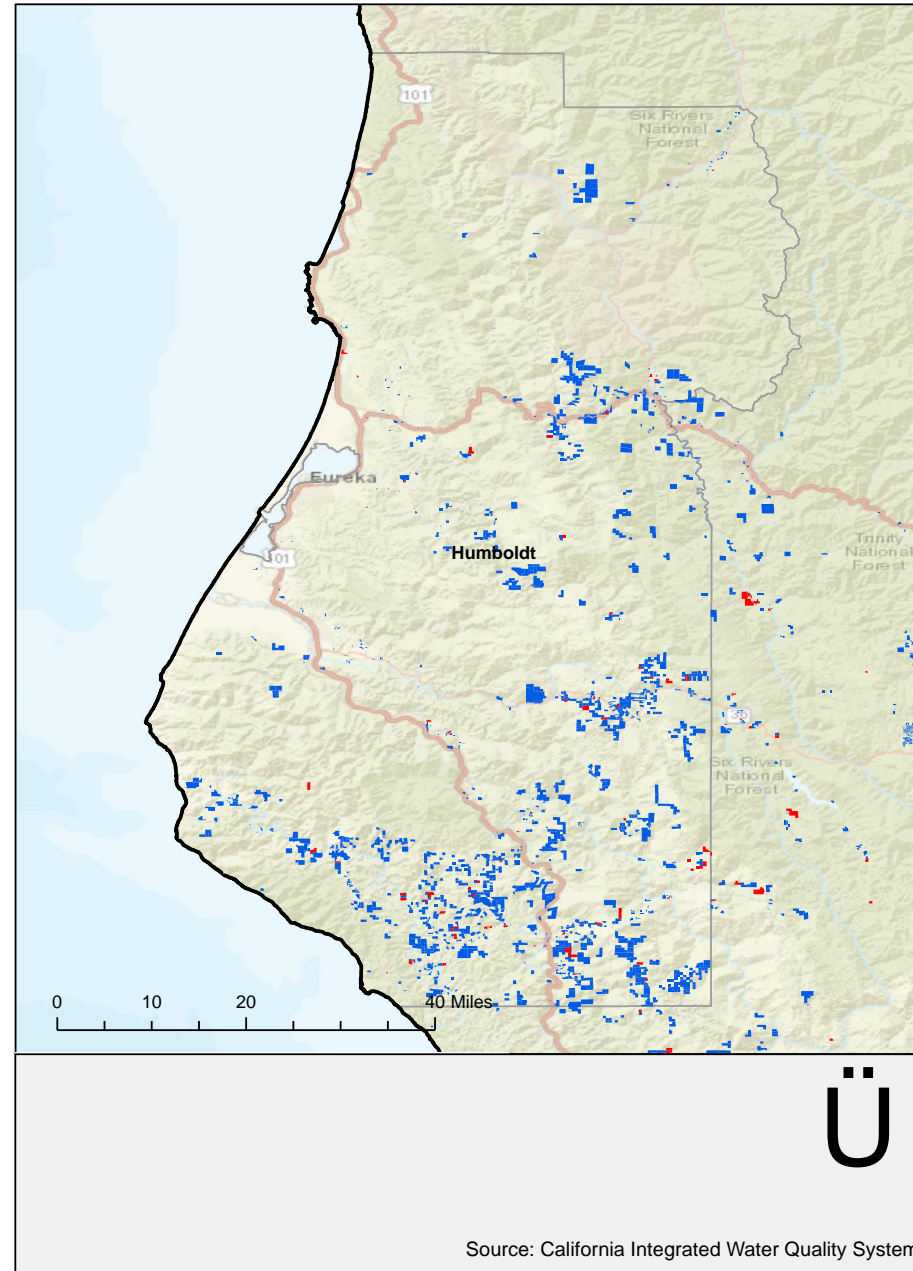 101
Six Rivers
National
Forest
Eureka
Humboldt
101
Trinity
National
Forest
36
Six Rivers
National
Forest
0 10 20 40 Miles
Ü
Source: California Integrated Water Quality System